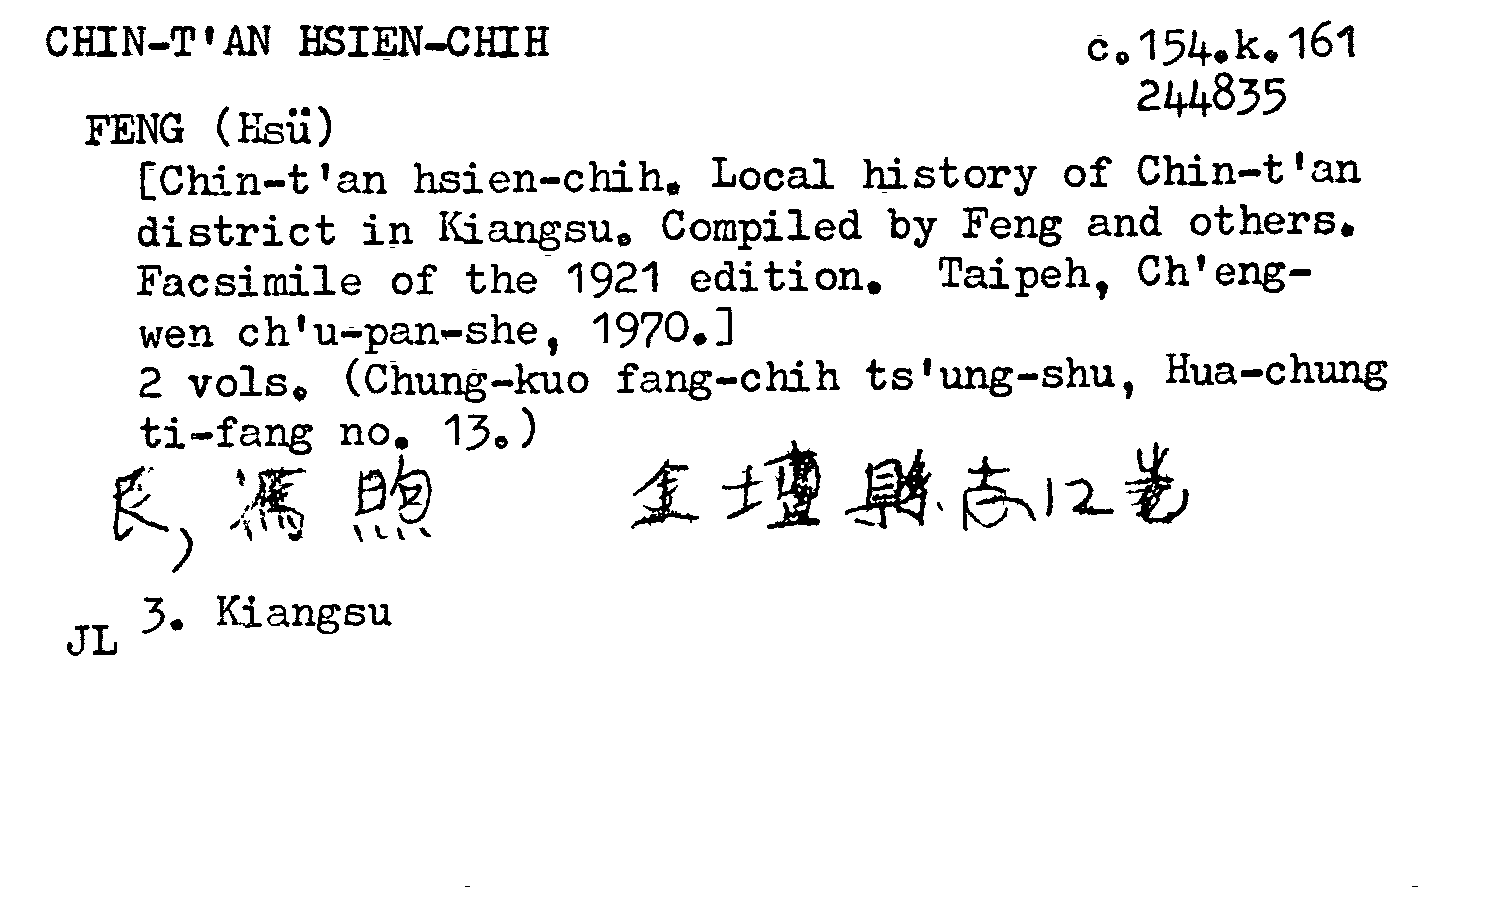 CHIN-T'AN HSIEN-CHIH
c.154.k.161
244835
FENG (Hsü)
[Chin-t'an hsien-chih. Local history of Chin-t'an
district in Kiangsu. Compiled by Feng and others.
Facsimile of the 1921 edition. Taipeh, Ch'eng-
wen ch'u-pan-she, 1970.]
2 vols. (Chung-kuo fang-chih ts'ung-shu, Hua-chung
ti-fang no. 13.)
民, 馮煦 金壇縣志12卷
3. Kiangsu
JL